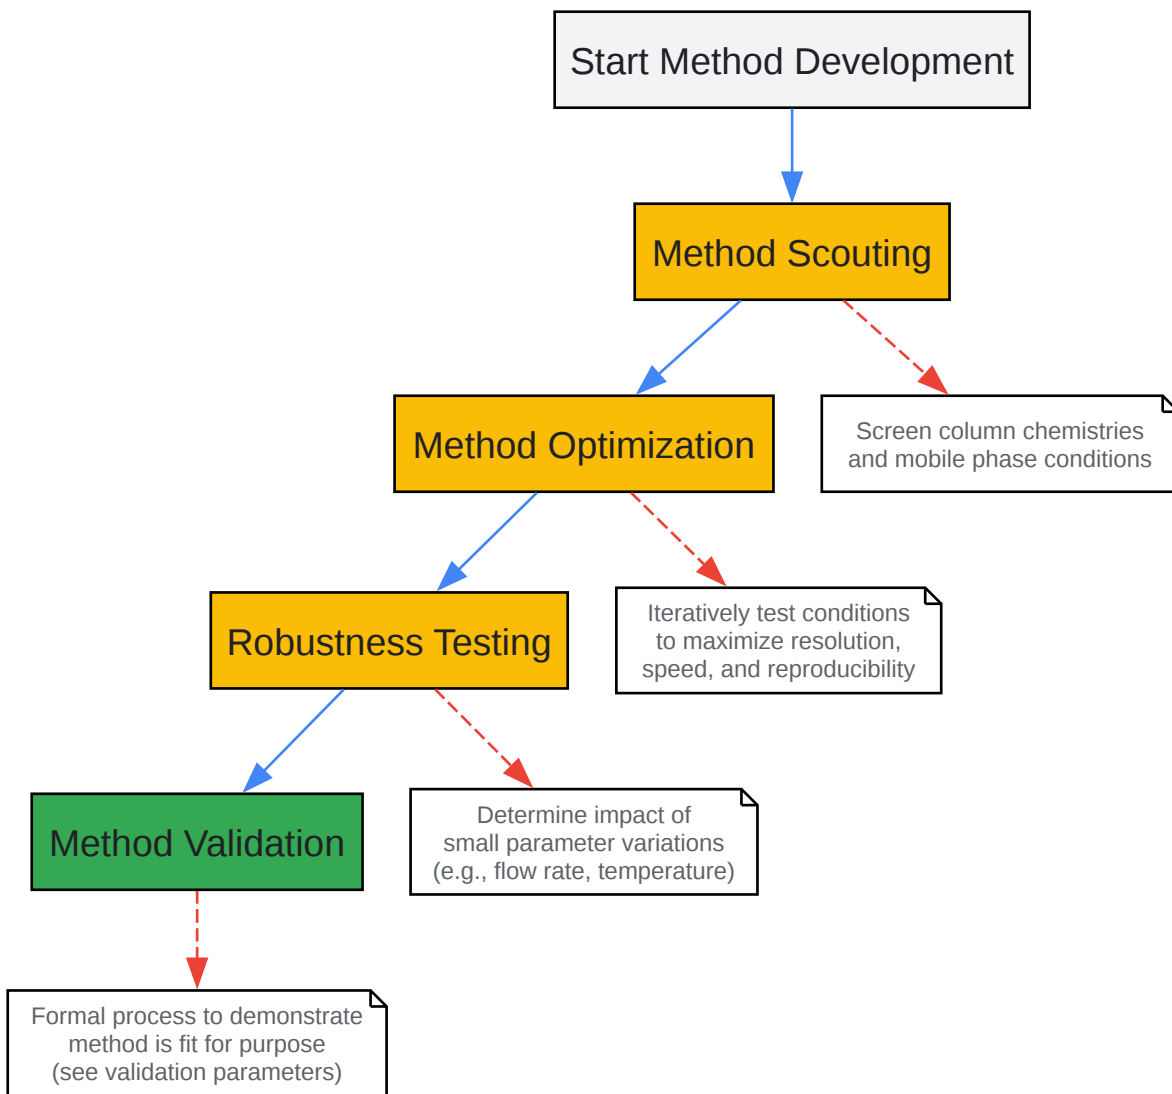 Start Method Development
Method Scouting
Method Optimization
Screen column chemistries
and mobile phase conditions
Robustness Testing
Iteratively test conditions
to maximize resolution,
speed, and reproducibility
Method Validation
Determine impact of
small parameter variations
(e.g., flow rate, temperature)
Formal process to demonstrate
method is fit for purpose
(see validation parameters)